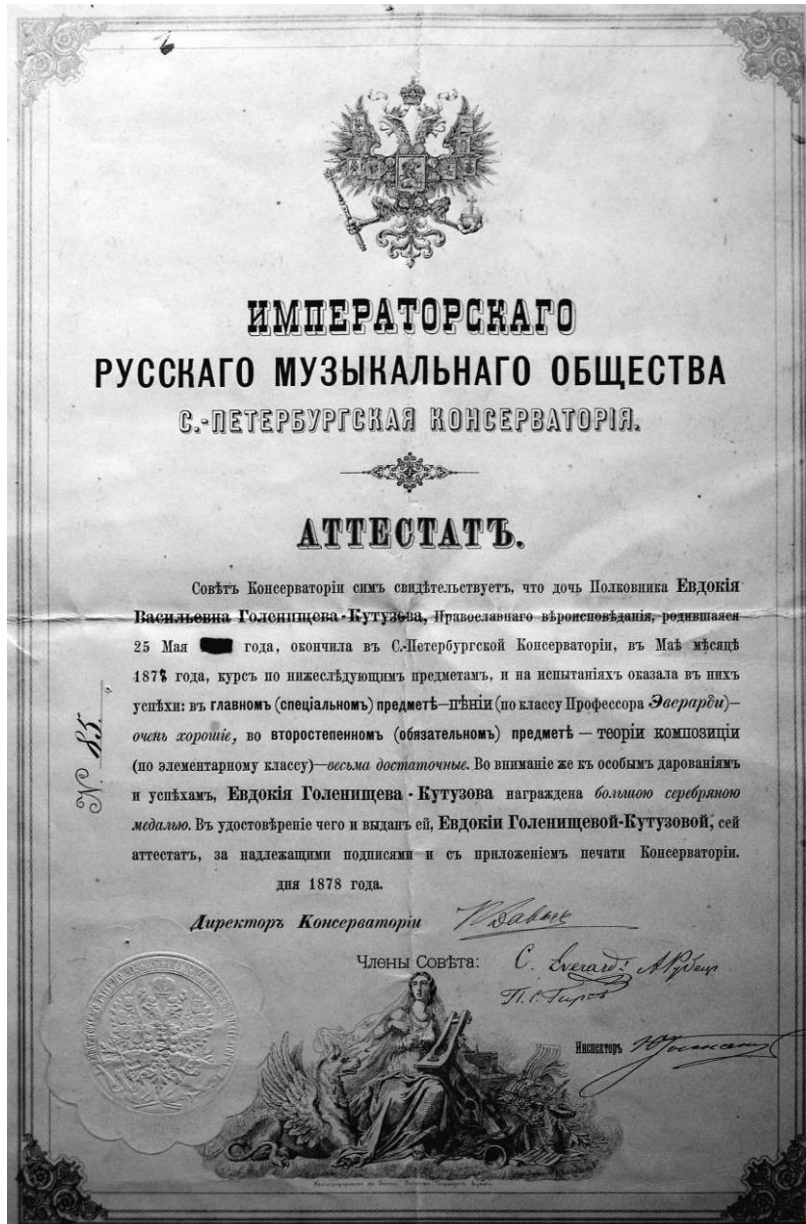 ИМПЕРАТОРСКАГО
РУССКАГО МУЗЫКАЛЬНАГО ОБЩЕСТВА
С.-ПЕТЕРБУРГСКАЯ КОНСЕРВАТОРІЯ.
АТТЕСТАТЪ.
Совѣтъ Консерваторіи симъ свидѣтельствуетъ, что дочь Полковника Евдокія
Васильевна Голенищева-Кутузова, Православнаго вѣроисповѣданія, родившаяся
25 Мая года, окончила въ С.-Петербургской Консерваторіи, въ Маѣ мѣсяцѣ
1878 года, курсъ по нижеслѣдующимъ предметамъ, и на испытаніяхъ оказала въ нихъ
успѣхи: въ главномъ (спеціальномъ) предметѣ—пѣніи (по классу Профессора Эверарди)—
очень хорошіе, во второстепенномъ (обязательномъ) предметѣ — теоріи композиціи
(по элементарному классу)—весьма достаточные. Во вниманіе же къ особымъ дарованіямъ
и успѣхамъ, Евдокія Голенищева-Кутузова награждена большою серебряною
медалью. Въ удостовѣреніе чего и выданъ ей, Евдокіи Голенищевой-Кутузовой, сей
аттестатъ, за надлежащими подписями и съ приложеніемъ печати Консерваторіи.
дня 1878 года.
№ 85
Директоръ Консерваторіи
Члены Совѣта: C. Everardi А Рубецъ
Инспекторъ